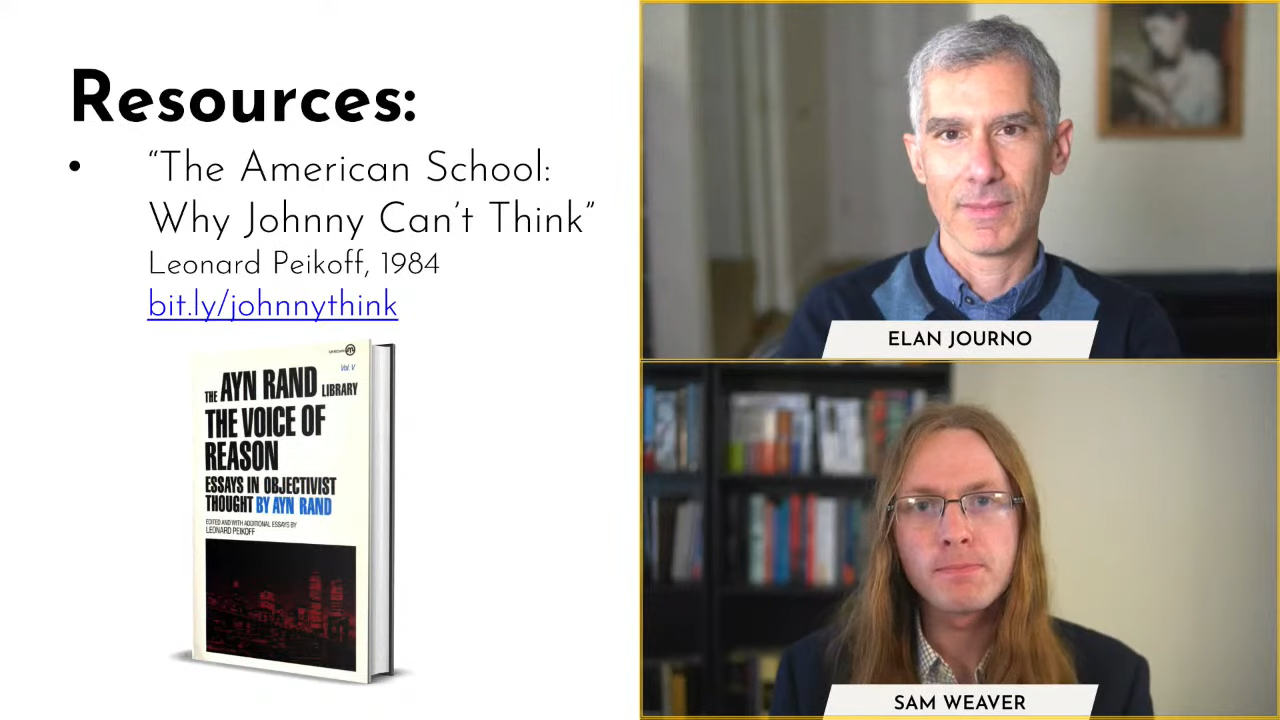 Resources:
• “The American School:
Why Johnny Can’t Think”
Leonard Peikoff, 1984
bit.ly/johnnythink
Vol. V
THE AYN RAND LIBRARY
THE VOICE OF
REASON
ESSAYS IN OBJECTIVIST
THOUGHT BY AYN RAND
EDITED AND WITH ADDITIONAL ESSAYS BY
LEONARD PEIKOFF
ELAN JOURNO
SAM WEAVER